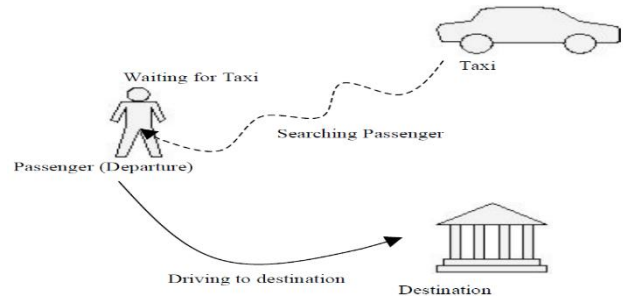 Waiting for Taxi
Taxi
Searching Passenger
Passenger (Departure)
Driving to destination
Destination